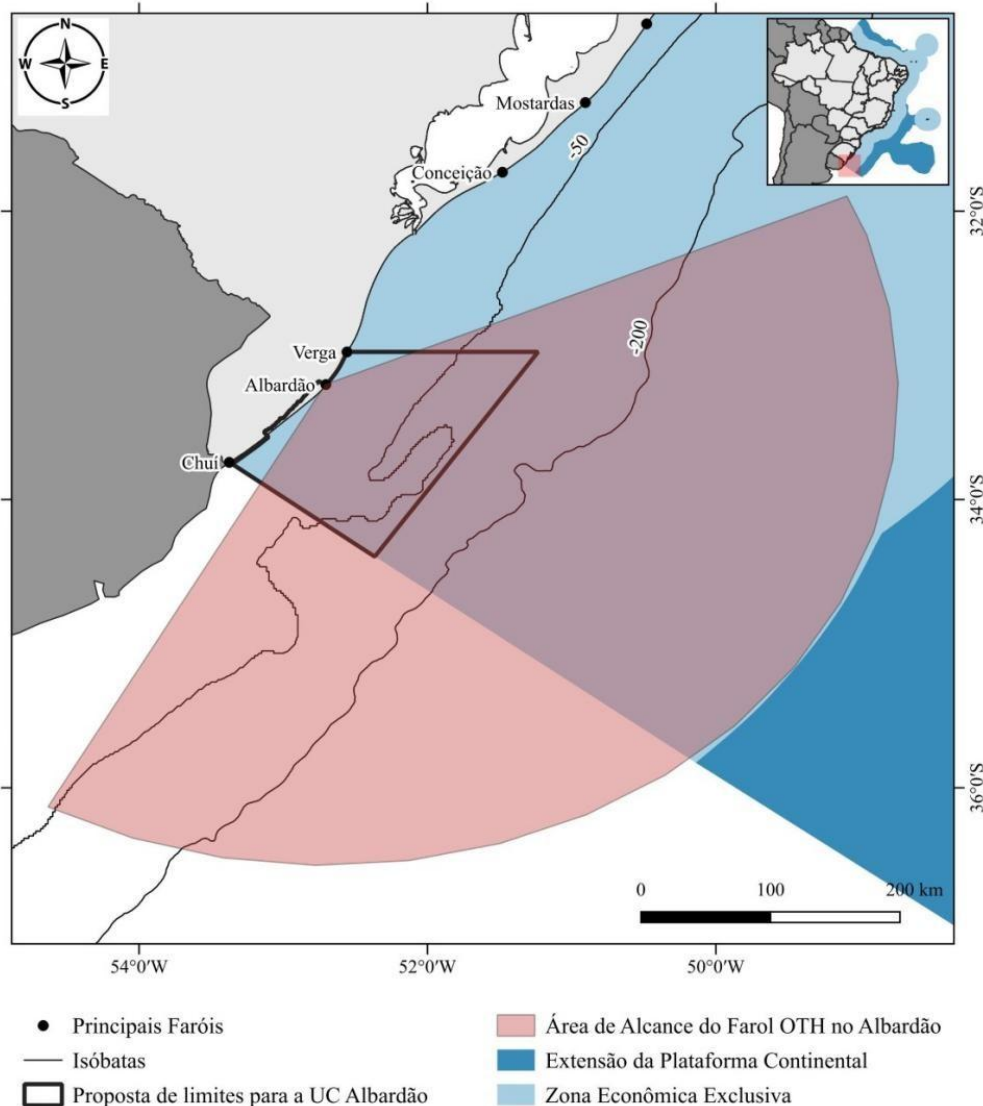 N
W E
S
Mostardas
-50
Conceição
32°0'S
-200
Verga
Albardão
Chuí
34°0'S
36°0'S
0 100 200 km
54°0'W 52°0'W 50°0'W
Principais Faróis
Isóbatas
Proposta de limites para a UC Albardão
Área de Alcance do Farol OTH no Albardão
Extensão da Plataforma Continental
Zona Econômica Exclusiva